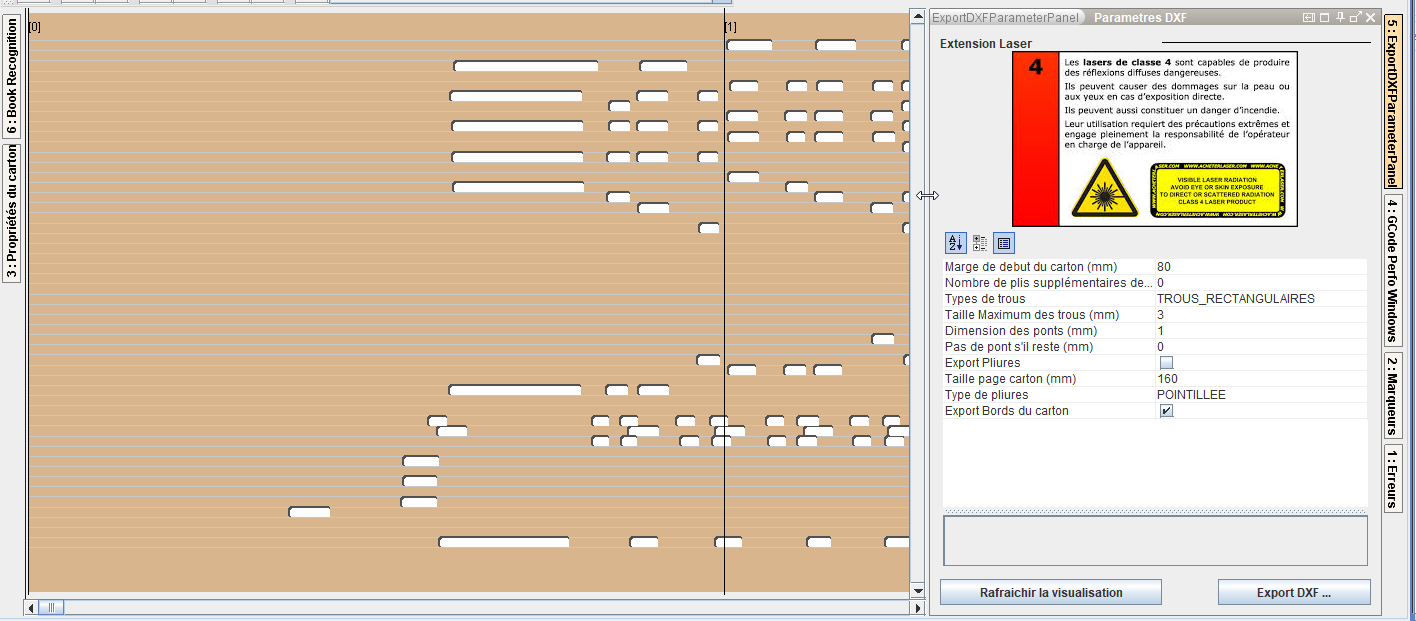 6 : Book Recognition
3 : Propriétés du carton
[0]
[1]
ExportDXFParameterPanel
Parametres DXF
Extension Laser
4
Les lasers de classe 4 sont capables de produire
des réflexions diffuses dangereuses.
Ils peuvent causer des dommages sur la peau ou
aux yeux en cas d'exposition directe.
Ils peuvent aussi constituer un danger d'incendie.
Leur utilisation requiert des précautions extrêmes et
engage pleinement la responsabilité de l'opérateur
en charge de l'appareil.
SER.COM WWW.ACHETERLASER.COM WWW.ACHE
VISIBLE LASER RADIATION
AVOID EYE OR SKIN EXPOSURE
TO DIRECT OR SCATTERED RADIATION
CLASS 4 LASER PRODUCT
Marge de debut du carton (mm) 80
Nombre de plis supplémentaires de... 0
Types de trous TROUS_RECTANGULAIRES
Taille Maximum des trous (mm) 3
Dimension des ponts (mm) 1
Pas de pont s'il reste (mm) 0
Export Pliures
Taille page carton (mm) 160
Type de pliures POINTILLEE
Export Bords du carton
Rafraichir la visualisation
Export DXF ...
5 : ExportDXFParameterPanel
4 : GCode Perfo Windows
2 : Marqueurs
1 : Erreurs